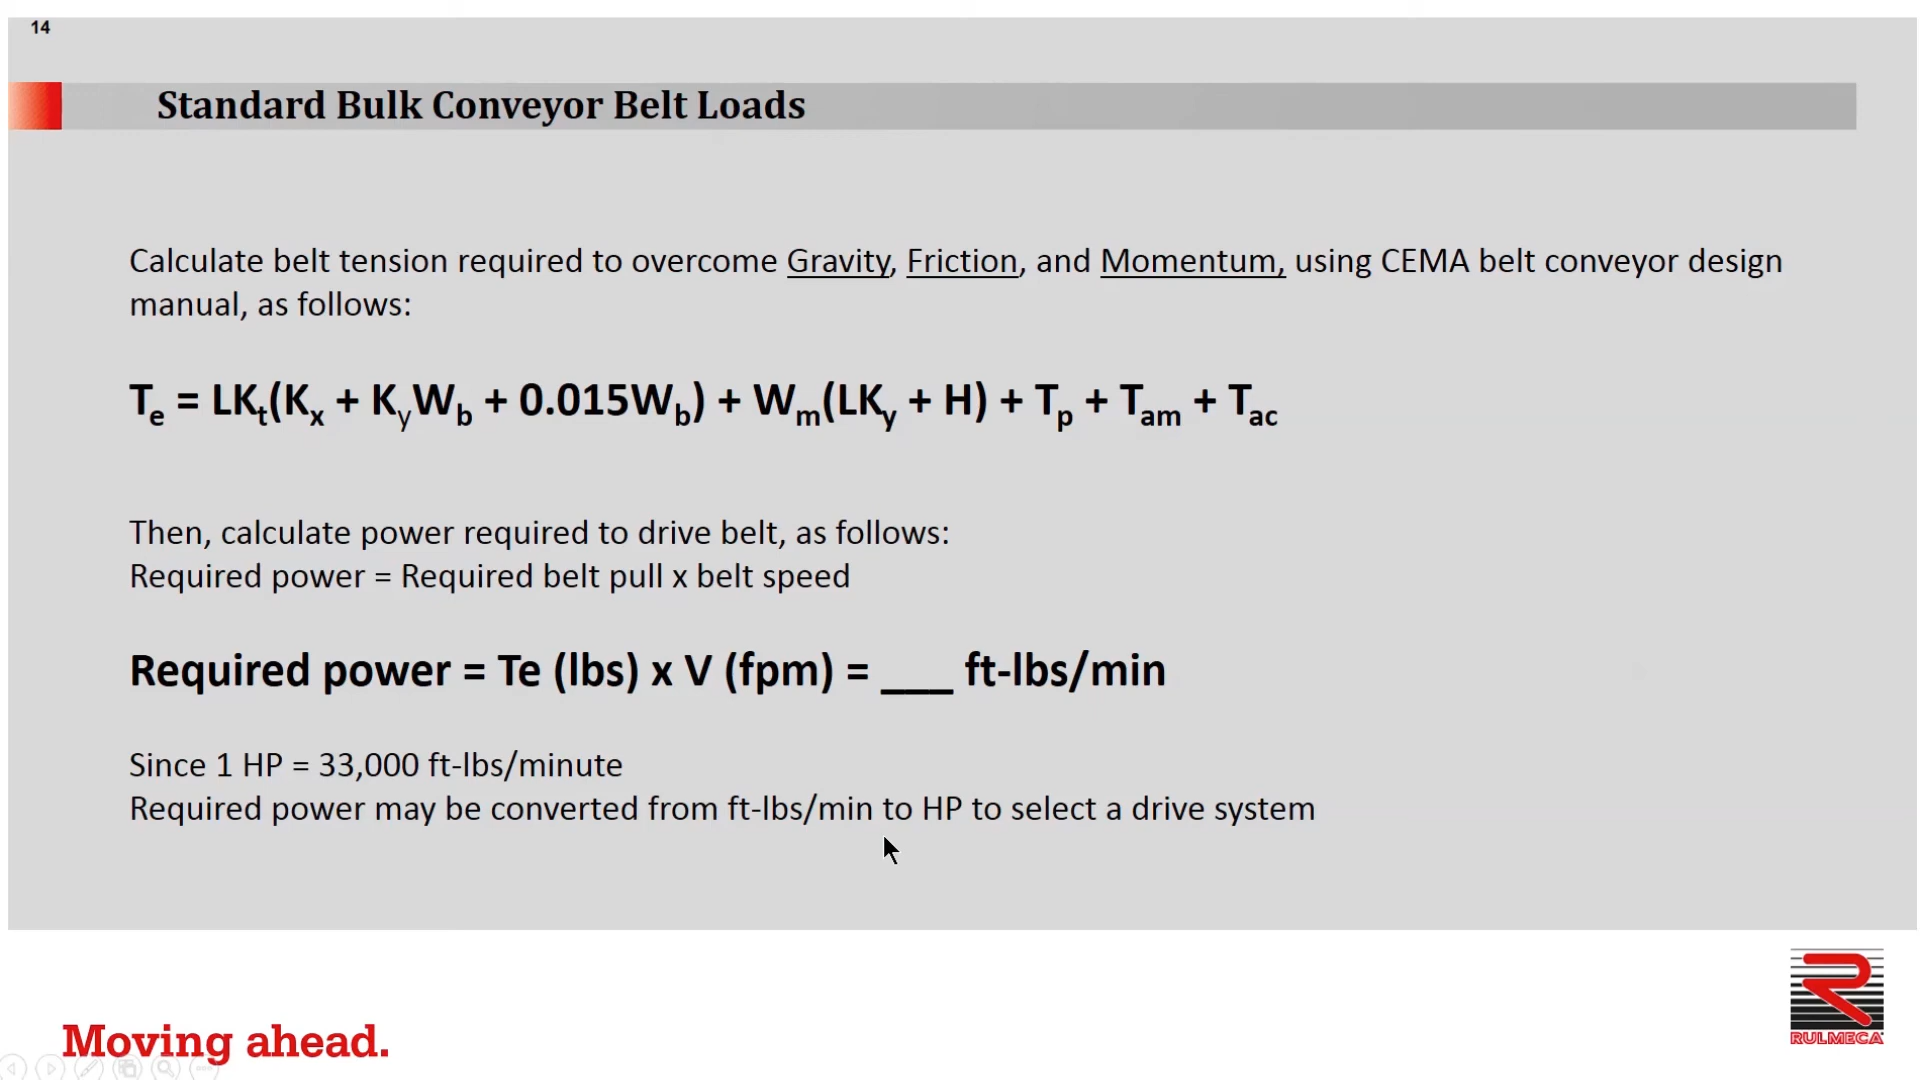 14
Standard Bulk Conveyor Belt Loads
Calculate belt tension required to overcome Gravity, Friction, and Momentum, using CEMA belt conveyor design
manual, as follows:
Te = LKt(Kx + KyWb + 0.015Wb) + Wm(LKy + H) + Tp + Tam + Tac
Then, calculate power required to drive belt, as follows:
Required power = Required belt pull x belt speed
Required power = Te (lbs) x V (fpm) = ___ ft-lbs/min
Since 1 HP = 33,000 ft-lbs/minute
Required power may be converted from ft-lbs/min to HP to select a drive system
RULMECA
Moving ahead.